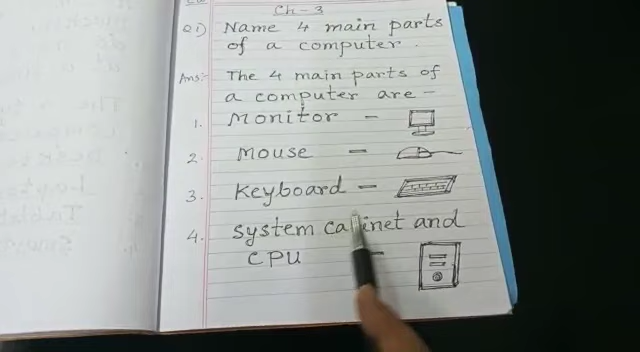 Ch-3
Q1) Name 4 main parts
of a computer.
Ans:- The 4 main parts of
a computer are -
1. Monitor -
2. Mouse -
3. Keyboard -
4. System cabinet and
CPU -